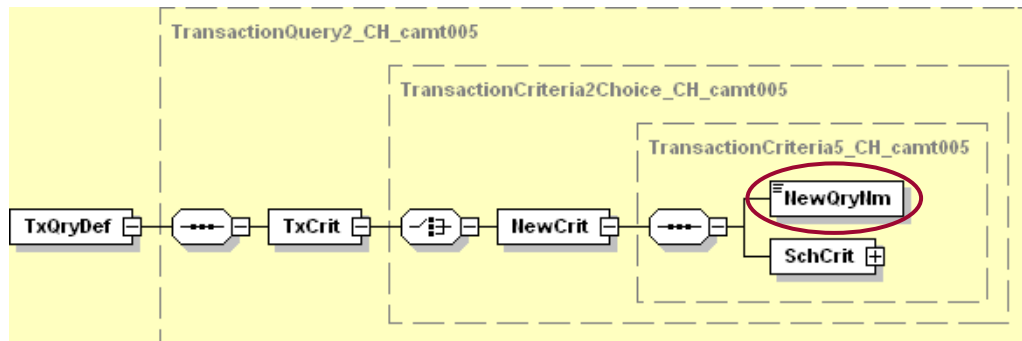 TransactionQuery2_CH_camt005
TransactionCriteria2Choice_CH_camt005
TransactionCriteria5_CH_camt005
NewQryNm
TxQryDef TxCrit NewCrit
SchCrit